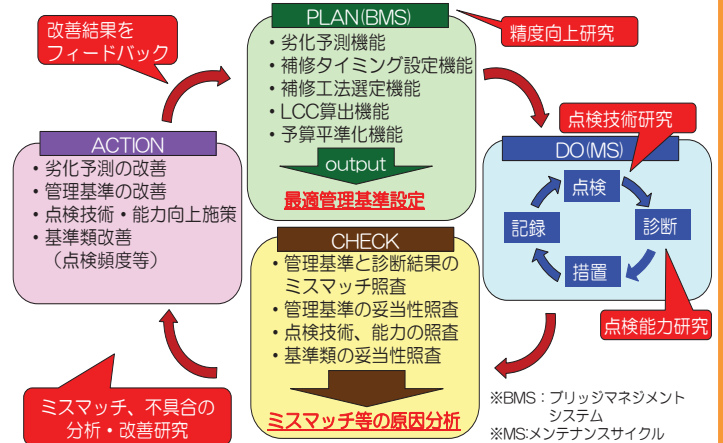 改善結果を
フィードバック
PLAN(BMS)
・劣化予測機能
・補修タイミング設定機能
・補修工法選定機能
・LCC算出機能
・予算平準化機能
output
最適管理基準設定
精度向上研究
点検技術研究
DO(MS)
点検
診断
措置
記録
点検能力研究
ACTION
・劣化予測の改善
・管理基準の改善
・点検技術・能力向上施策
・基準類改善
（点検頻度等）
CHECK
・管理基準と診断結果の
ミスマッチ照査
・管理基準の妥当性照査
・点検技術、能力の照査
・基準類の妥当性照査
ミスマッチ等の原因分析
ミスマッチ、不具合の
分析・改善研究
※BMS：ブリッジマネジメント
システム
※MS:メンテナンスサイクル